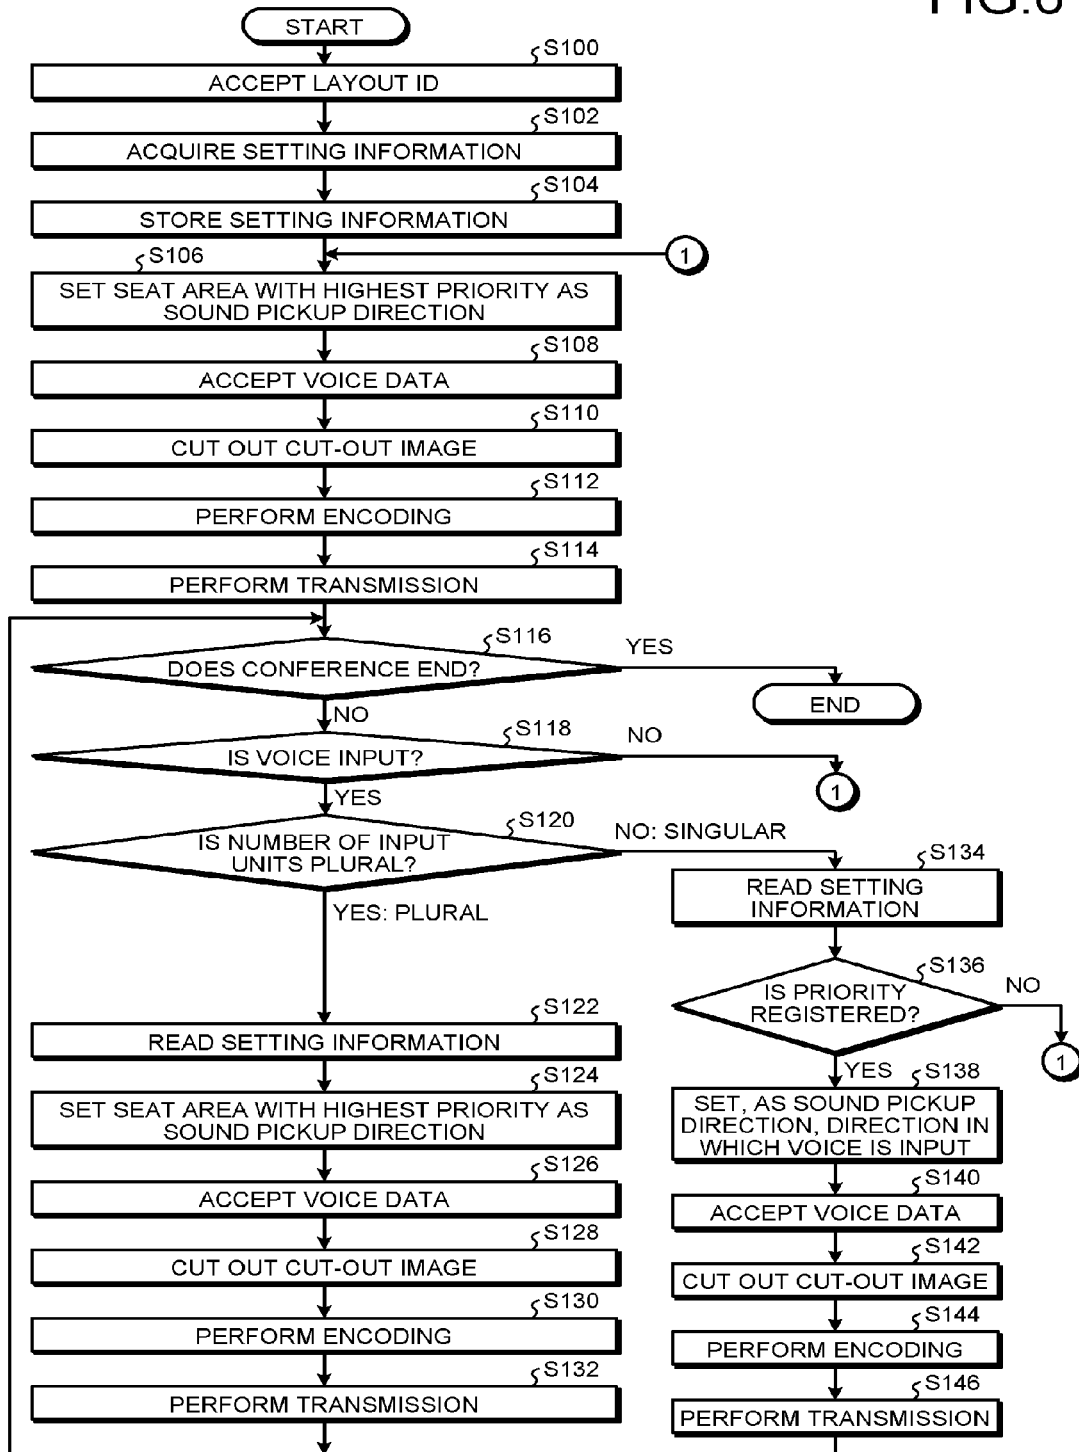 FIG.6
START
S100
ACCEPT LAYOUT ID
S102
ACQUIRE SETTING INFORMATION
S104
STORE SETTING INFORMATION
1
S106
SET SEAT AREA WITH HIGHEST PRIORITY AS
SOUND PICKUP DIRECTION
S108
ACCEPT VOICE DATA
S110
CUT OUT CUT-OUT IMAGE
S112
PERFORM ENCODING
S114
PERFORM TRANSMISSION
S116
DOES CONFERENCE END?
YES
END
NO
S118
IS VOICE INPUT?
NO
1
YES
S120
IS NUMBER OF INPUT
UNITS PLURAL?
NO: SINGULAR
YES: PLURAL
S134
READ SETTING
INFORMATION
S136
IS PRIORITY
REGISTERED?
NO
1
YES
S122
READ SETTING INFORMATION
S124
SET SEAT AREA WITH HIGHEST PRIORITY AS
SOUND PICKUP DIRECTION
S126
ACCEPT VOICE DATA
S128
CUT OUT CUT-OUT IMAGE
S130
PERFORM ENCODING
S132
PERFORM TRANSMISSION
S138
SET, AS SOUND PICKUP
DIRECTION, DIRECTION IN
WHICH VOICE IS INPUT
S140
ACCEPT VOICE DATA
S142
CUT OUT CUT-OUT IMAGE
S144
PERFORM ENCODING
S146
PERFORM TRANSMISSION